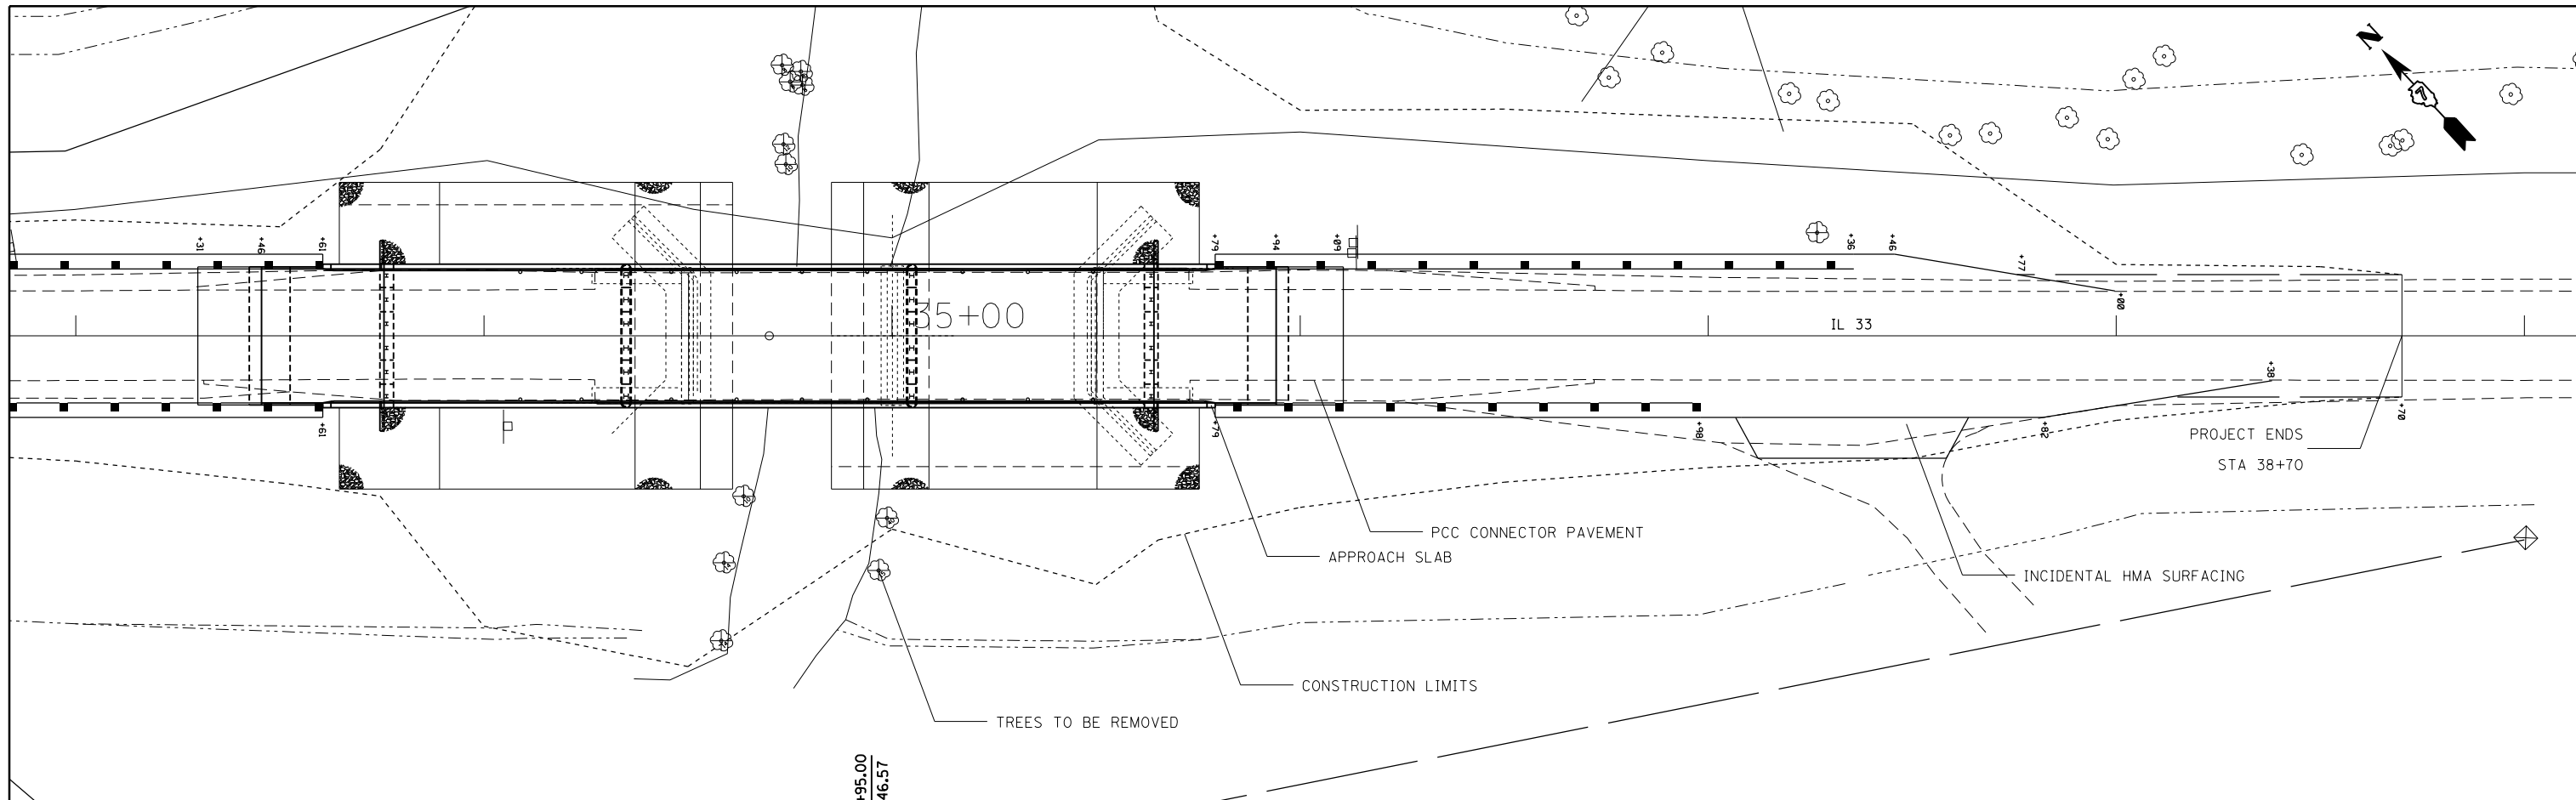 N
7
+31
+46
+61
+79
+94
+09
+36
+46
+77
+00
35+00
IL 33
+38
+61
+79
+98
+82
+70
PROJECT ENDS
STA 38+70
PCC CONNECTOR PAVEMENT
APPROACH SLAB
INCIDENTAL HMA SURFACING
CONSTRUCTION LIMITS
TREES TO BE REMOVED
+95.00
46.57